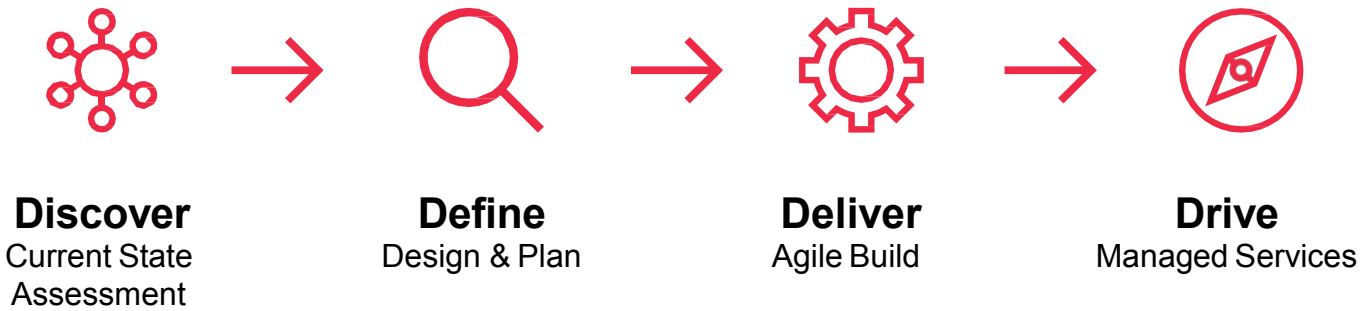 Discover
Current State
Assessment
Define
Design & Plan
Deliver
Agile Build
Drive
Managed Services